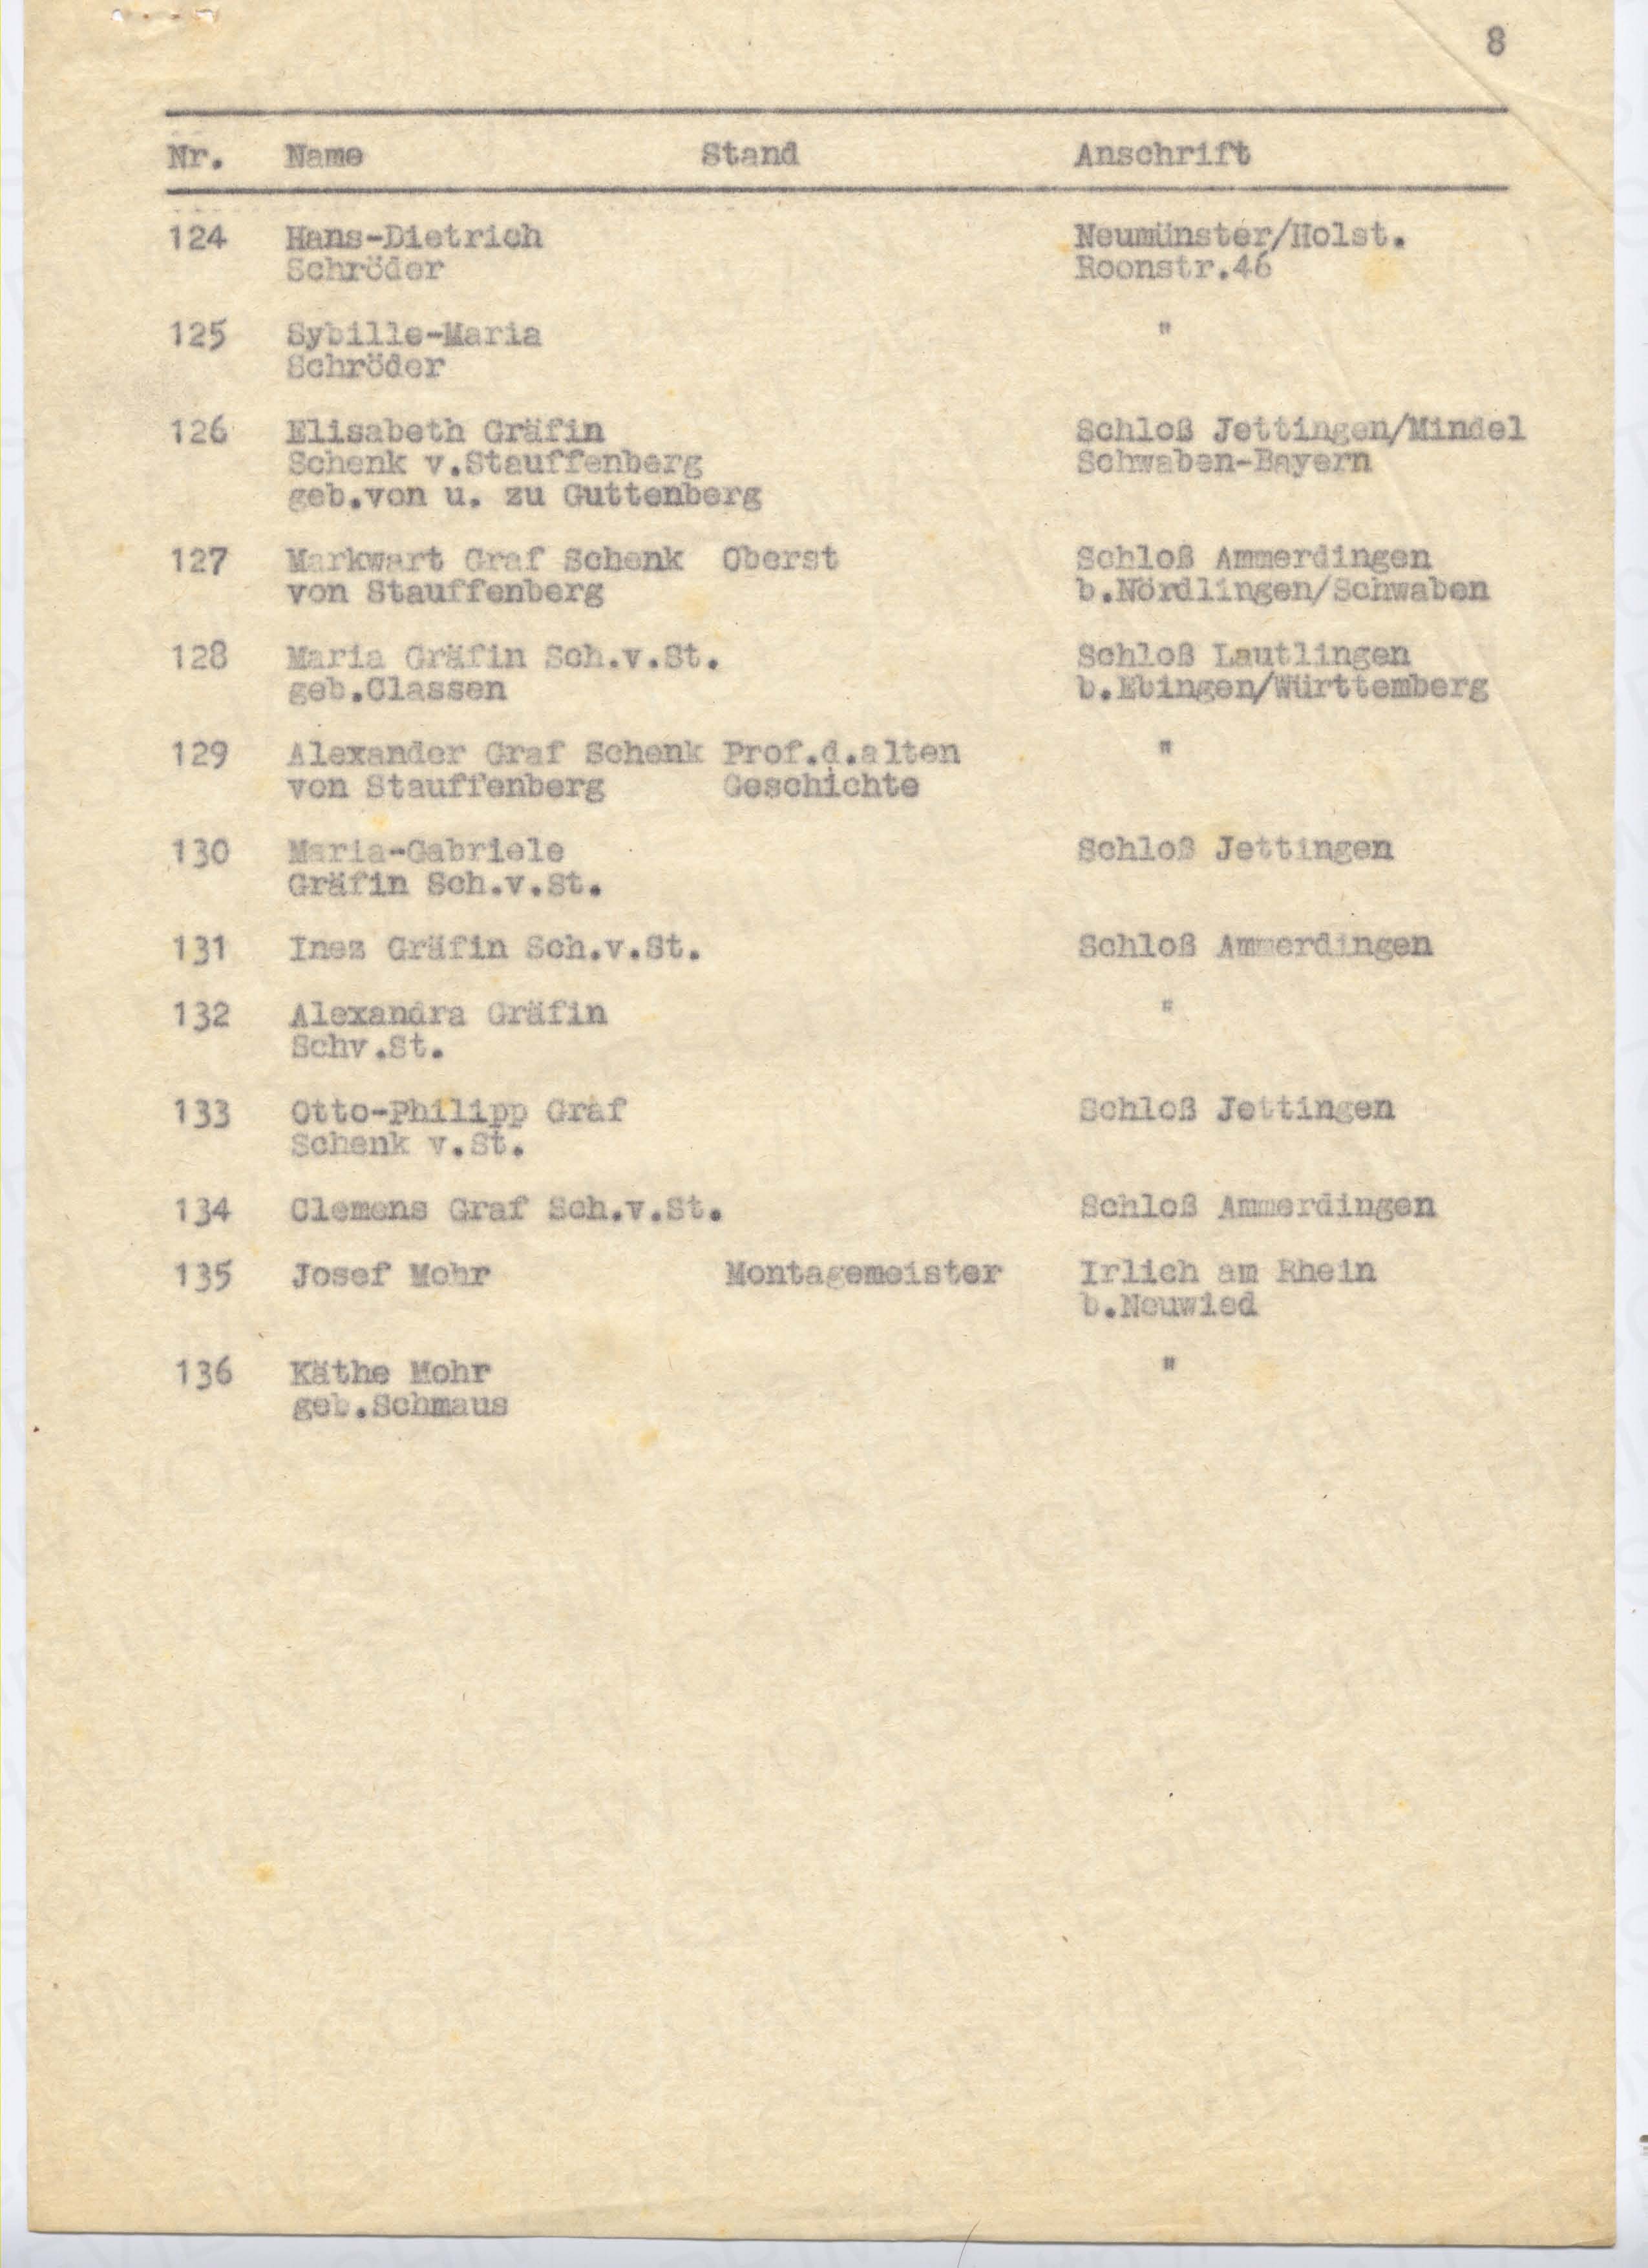 8
Nr. Name Stand Anschrift
124 Hans-Dietrich Neumünster/Holst.
Schröder Roonstr.46
125 Sybille-Maria "
Schröder
126 Elisabeth Gräfin Schloß Jettingen/Mindel
Schenk v.Stauffenberg Schwaben-Bayern
geb.von u. zu Guttenberg
127 Markwart Graf Schenk Oberst Schloß Ammerdingen
von Stauffenberg b.Nördlingen/Schwaben
128 Maria Gräfin Sch.v.St. Schloß Lautlingen
geb.Classen b.Ebingen/Württemberg
129 Alexander Graf Schenk Prof.d.alten "
von Stauffenberg Geschichte
130 Maria-Gabriele Schloß Jettingen
Gräfin Sch.v.St.
131 Inez Gräfin Sch.v.St. Schloß Ammerdingen
132 Alexandra Gräfin "
Schv.St.
133 Otto-Philipp Graf Schloß Jettingen
Schenk v.St.
134 Clemens Graf Sch.v.St. Schloß Ammerdingen
135 Josef Mohr Montagemeister Irlich am Rhein
b.Neuwied
136 Käthe Mohr "
geb.Schmaus